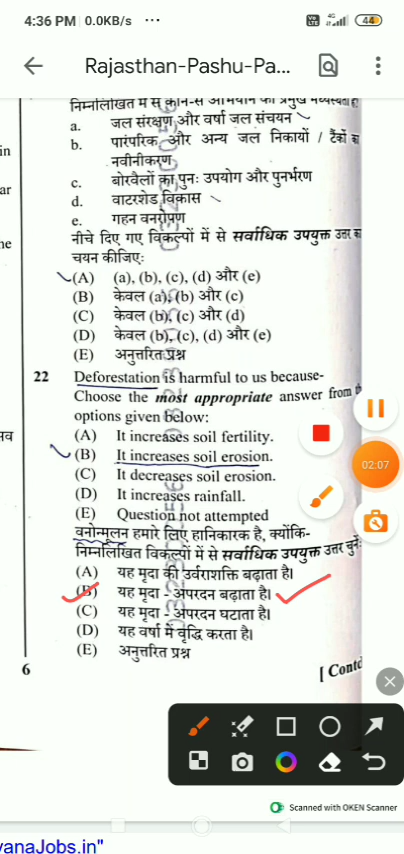 4:36 PM | 0.0KB/s ...
44
Rajasthan-Pashu-Pa...
निम्नलिखित में से कौन-से अभियान की प्रमुख
a. जल संरक्षण और वर्षा जल संचयन
in
b. पारंपरिक और अन्य जल निकायों / टैंकों का
नवीनीकरण
c. बोरवैलों का पुनः उपयोग और पुनर्भरण
ar
d. वाटरशेड विकास
e. गहन वनरोपण
नीचे दिए गए विकल्पों में से सर्वाधिक उपयुक्त उत्तर का
चयन कीजिए:
(A) (a), (b), (c), (d) और (e)
(B) केवल (a), (b) और (c)
(C) केवल (b), (c) और (d)
(D) केवल (b), (c), (d) और (e)
(E) अनुत्तरित प्रश्न
22 Deforestation is harmful to us because-
Choose the most appropriate answer from
options given below:
(A) It increases soil fertility.
(B) It increases soil erosion.
(C) It decreases soil erosion.
(D) It increases rainfall.
(E) Question not attempted
02:07
वनोन्मूलन हमारे लिए हानिकारक है, क्योंकि-
निम्नलिखित विकल्पों में से सर्वाधिक उपयुक्त उत्तर चुनें:
(A) यह मृदा की उर्वराशक्ति बढ़ाता है।
(B) यह मृदा - अपरदन बढ़ाता है।
(C) यह मृदा - अपरदन घटाता है।
(D) यह वर्षा में वृद्धि करता है।
(E) अनुत्तरित प्रश्न
6
[ Contd
Scanned with OKEN Scanner
yanaJobs.in"